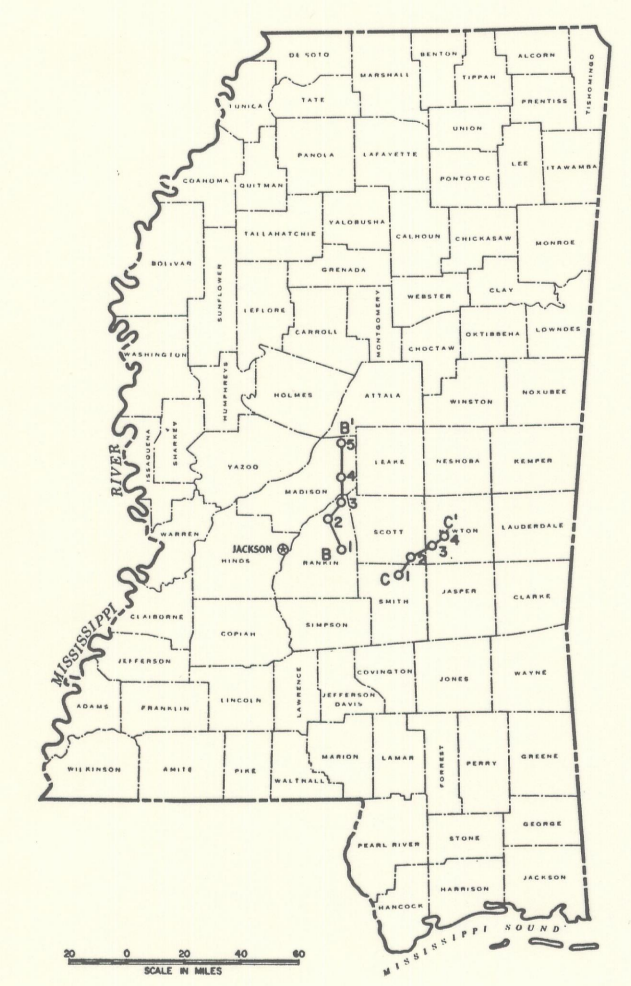 DE SOTO
BENTON
ALCORN
MARSHALL
TIPPAH
TISHOMINGO
TUNICA
TATE
PRENTISS
UNION
PANOLA
LAFAYETTE
LEE
ITAWAMBA
COAHOMA
QUITMAN
PONTOTOC
YALOBUSHA
TALLAHATCHIE
CALHOUN
CHICKASAW
MONROE
BOLIVAR
GRENADA
SUNFLOWER
CLAY
WEBSTER
LEFLORE
MONTGOMERY
CARROLL
OKTIBBEHA
LOWNDES
CHOCTAW
WASHINGTON
HUMPHREYS
HOLMES
ATTALA
NOXUBEE
WINSTON
B'
5
ISSAQUENA
SHARKEY
LEAKE
NESHOBA
KEMPER
YAZOO
RIVER
4
MADISON
3
C'
2
SCOTT
NEWTON
4
LAUDERDALE
WARREN
JACKSON
HINDS
B
1
3
2
RANKIN
C
1
SMITH
JASPER
CLARKE
CLAIBORNE
SIMPSON
COPIAH
MISSISSIPPI
JEFFERSON
COVINGTON
JONES
WAYNE
LAWRENCE
JEFFERSON
DAVIS
LINCOLN
ADAMS
FRANKLIN
MARION
LAMAR
FORREST
PERRY
GREENE
WILKINSON
AMITE
PIKE
WALTHALL
GEORGE
STONE
PEARL RIVER
JACKSON
HARRISON
HANCOCK
MISSISSIPPI SOUND
20 0 20 40 60
SCALE IN MILES